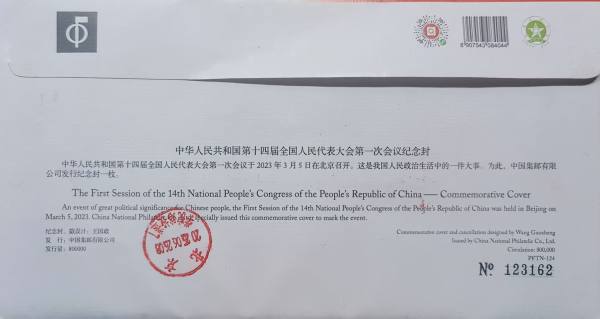 6 907543 084044
中华人民共和国第十四届全国人民代表大会第一次会议纪念封
中华人民共和国第十四届全国人民代表大会第一次会议于 2023 年 3 月 5 日在北京召开。这是我国人民政治生活中的一件大事。为此，中国集邮有限
公司发行纪念封一枚。
The First Session of the 14th National People's Congress of the People's Republic of China — Commemorative Cover
An event of great political significance for Chinese people, the First Session of the 14th National People's Congress of the People's Republic of China was held in Beijing on
March 5, 2023. China National Philatelic specially issued this commemorative cover to mark the event.
纪念封、戳设计：王国政
发 行：中国集邮有限公司
发行量：800000
Commemorative cover and cancellation designed by Wang Guozheng
Issued by China National Philatelic Co., Ltd.
Circulation: 800,000
PFTN-124
№ 123162
北 京